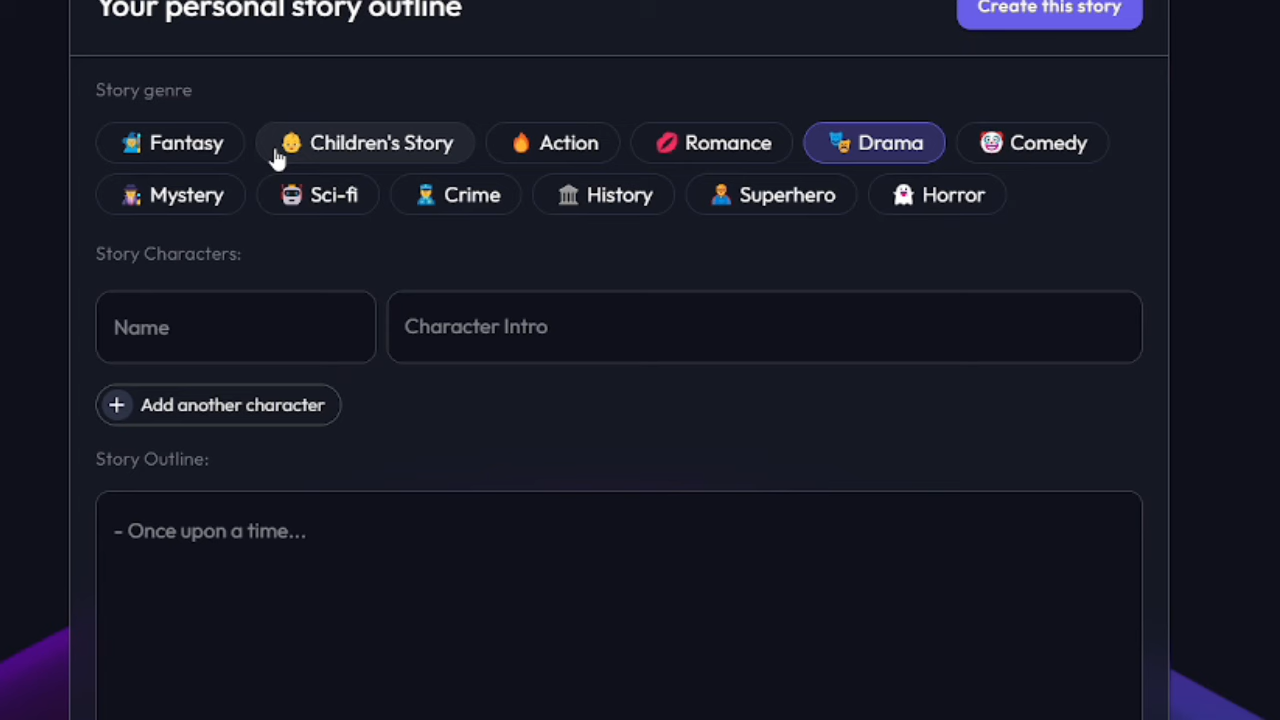 Your personal story outline
Create this story
Story genre
Fantasy
Children's Story
Action
Romance
Drama
Comedy
Mystery
Sci-fi
Crime
History
Superhero
Horror
Story Characters:
Name
Character Intro
+ Add another character
Story Outline:
- Once upon a time...